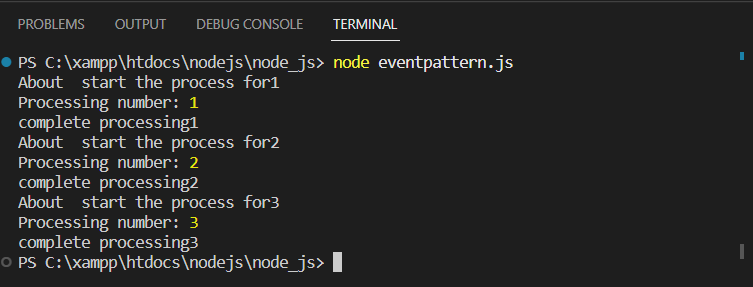 PROBLEMS OUTPUT DEBUG CONSOLE TERMINAL
PS C:\xampp\htdocs\nodejs\node_js> node eventpattern.js
About  start the process for1
Processing number: 1
complete processing1
About  start the process for2
Processing number: 2
complete processing2
About  start the process for3
Processing number: 3
complete processing3
PS C:\xampp\htdocs\nodejs\node_js>